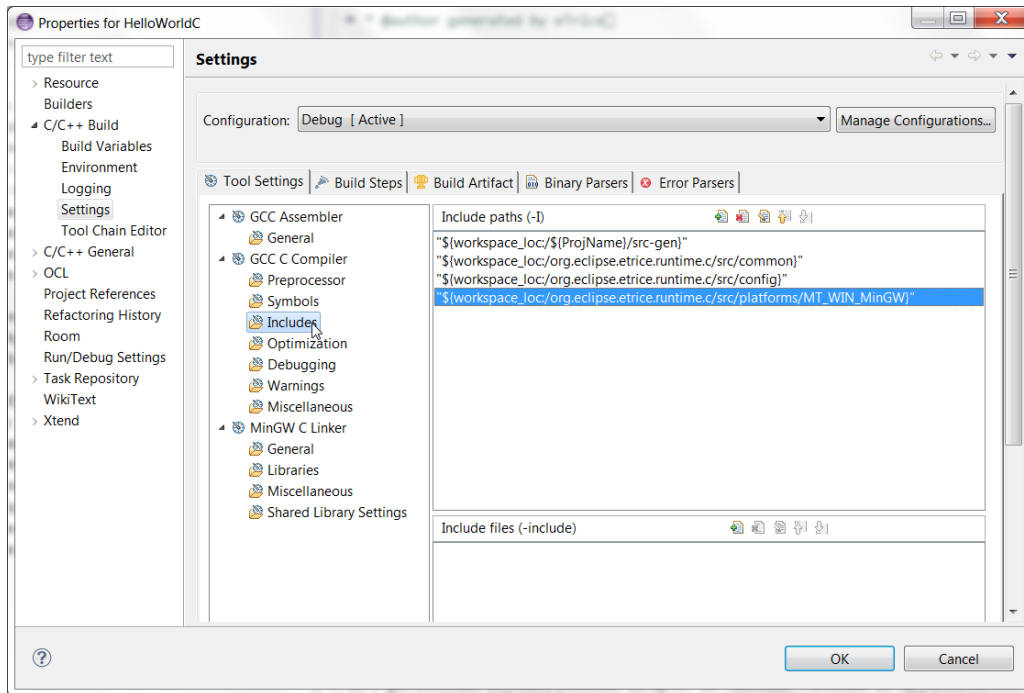 Properties for HelloWorldC
* * @author generated by eTrice
type filter text
Resource
Builders
C/C++ Build
Build Variables
Environment
Logging
Settings
Tool Chain Editor
C/C++ General
OCL
Project References
Refactoring History
Room
Run/Debug Settings
Task Repository
WikiText
Xtend
Settings
Configuration: Debug [ Active ] Manage Configurations...
Tool Settings Build Steps Build Artifact Binary Parsers Error Parsers
GCC Assembler
General
GCC C Compiler
Preprocessor
Symbols
Includes
Optimization
Debugging
Warnings
Miscellaneous
MinGW C Linker
General
Libraries
Miscellaneous
Shared Library Settings
Include paths (-I)
"${workspace_loc:/${ProjName}/src-gen}"
"${workspace_loc:/org.eclipse.etrice.runtime.c/src/common}"
"${workspace_loc:/org.eclipse.etrice.runtime.c/src/config}"
"${workspace_loc:/org.eclipse.etrice.runtime.c/src/platforms/MT_WIN_MinGW}"
Include files (-include)
OK Cancel